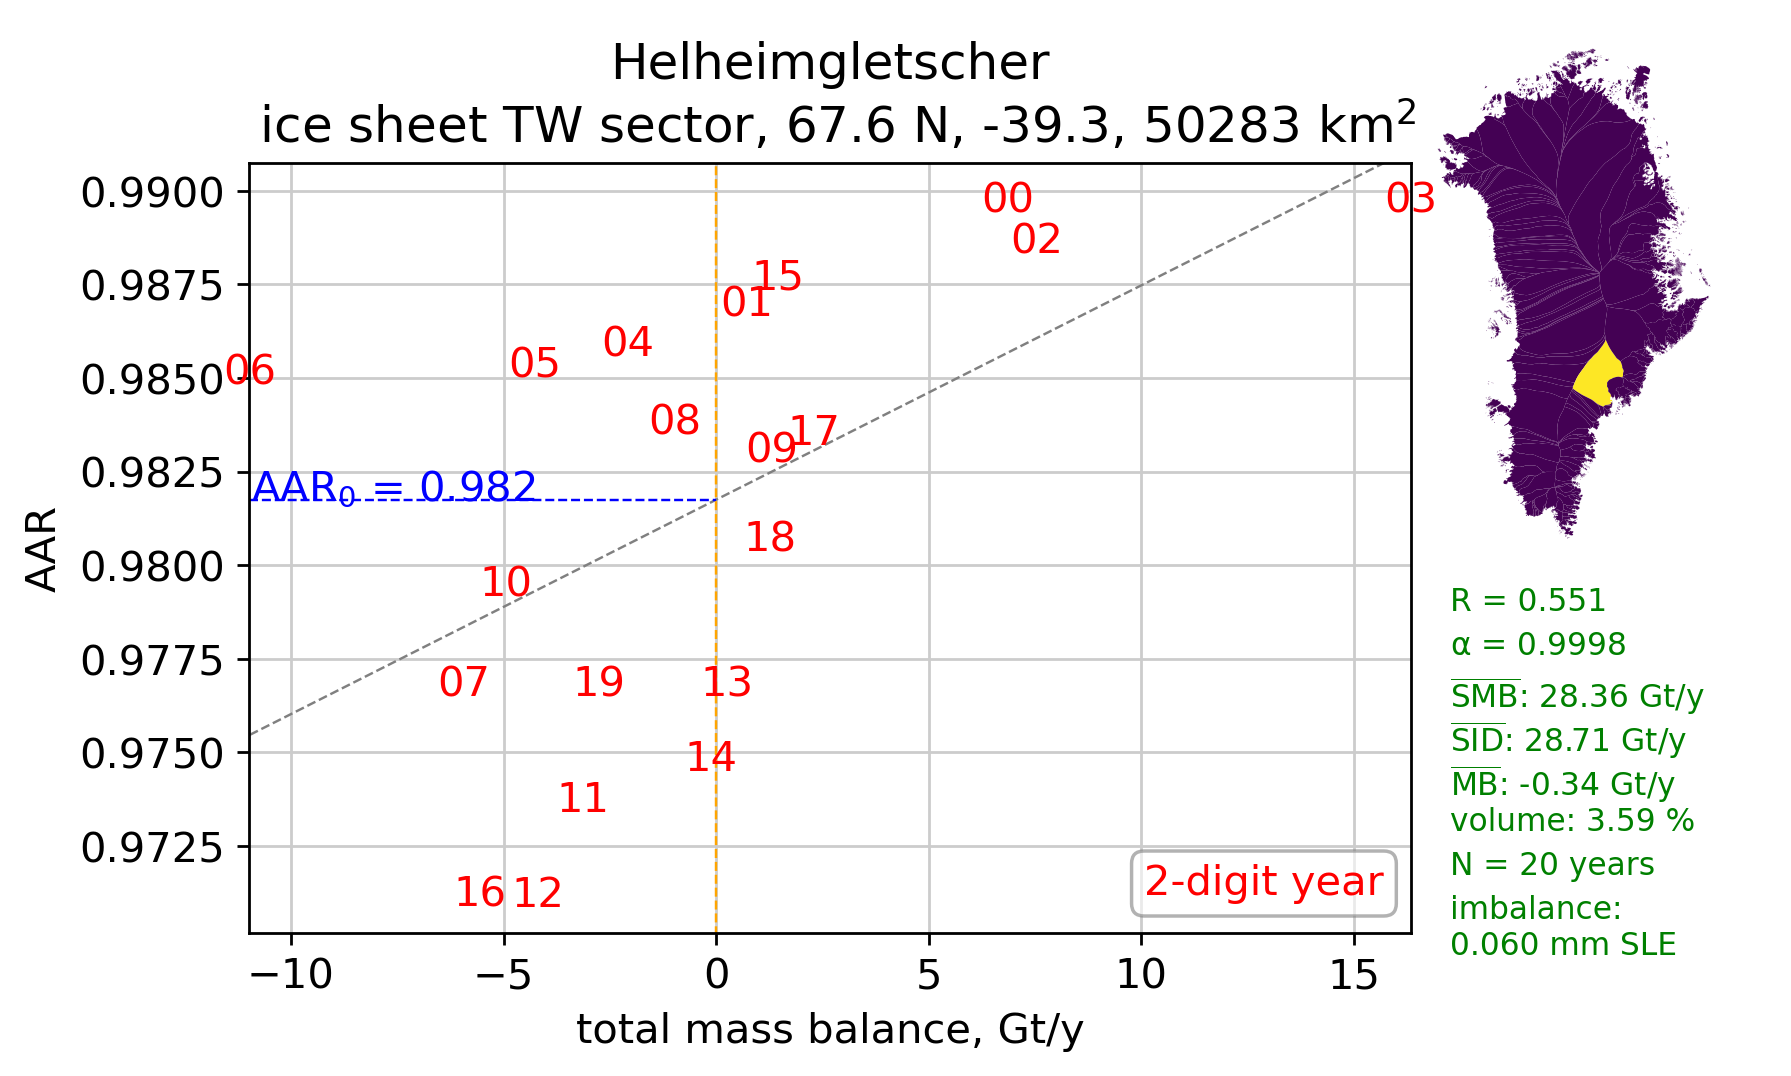 Helheimgletscher
ice sheet TW sector, 67.6 N, -39.3, 50283 km²
0.9900
0.9875
0.9850
0.9825
0.9800
0.9775
0.9750
0.9725
AAR
00
03
02
15
01
04
05
06
08
17
09
AAR₀ = 0.982
18
10
07
19
13
14
11
16
12
2-digit year
−10
−5
0
5
10
15
total mass balance, Gt/y
R = 0.551
α = 0.9998
SMB: 28.36 Gt/y
SID: 28.71 Gt/y
MB: -0.34 Gt/y
volume: 3.59 %
N = 20 years
imbalance:
0.060 mm SLE